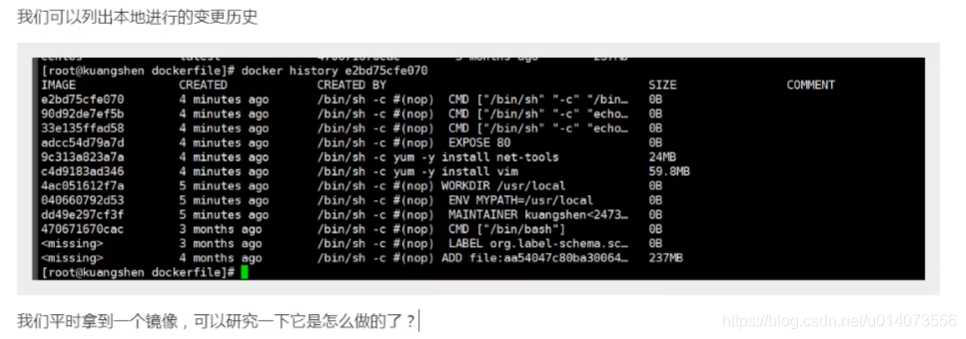 我们可以列出本地进行的变更历史
[root@kuangshen dockerfile]# docker history e2bd75cfe070
IMAGE CREATED CREATED BY SIZE COMMENT
e2bd75cfe070 4 minutes ago /bin/sh -c #(nop) CMD ["/bin/sh" "-c" "/bin… 0B
90d92de7ef5b 4 minutes ago /bin/sh -c #(nop) CMD ["/bin/sh" "-c" "echo… 0B
33e135ffad58 4 minutes ago /bin/sh -c #(nop) CMD ["/bin/sh" "-c" "echo… 0B
adcc54d79a7d 4 minutes ago /bin/sh -c #(nop) EXPOSE 80 0B
9c313a823a7a 4 minutes ago /bin/sh -c yum -y install net-tools 24MB
c4d9183ad346 4 minutes ago /bin/sh -c yum -y install vim 59.8MB
4ac051612f7a 5 minutes ago /bin/sh -c #(nop) WORKDIR /usr/local 0B
040660792d53 5 minutes ago /bin/sh -c #(nop) ENV MYPATH=/usr/local 0B
dd49e297cf3f 5 minutes ago /bin/sh -c #(nop) MAINTAINER kuangshen<2473… 0B
470671670cac 3 months ago /bin/sh -c #(nop) CMD ["/bin/bash"] 0B
<missing> 3 months ago /bin/sh -c #(nop) LABEL org.label-schema.sc… 0B
<missing> 4 months ago /bin/sh -c #(nop) ADD file:aa54047c80ba30064… 237MB
[root@kuangshen dockerfile]#
我们平时拿到一个镜像，可以研究一下它是怎么做的了？
https://blog.csdn.net/u014073556